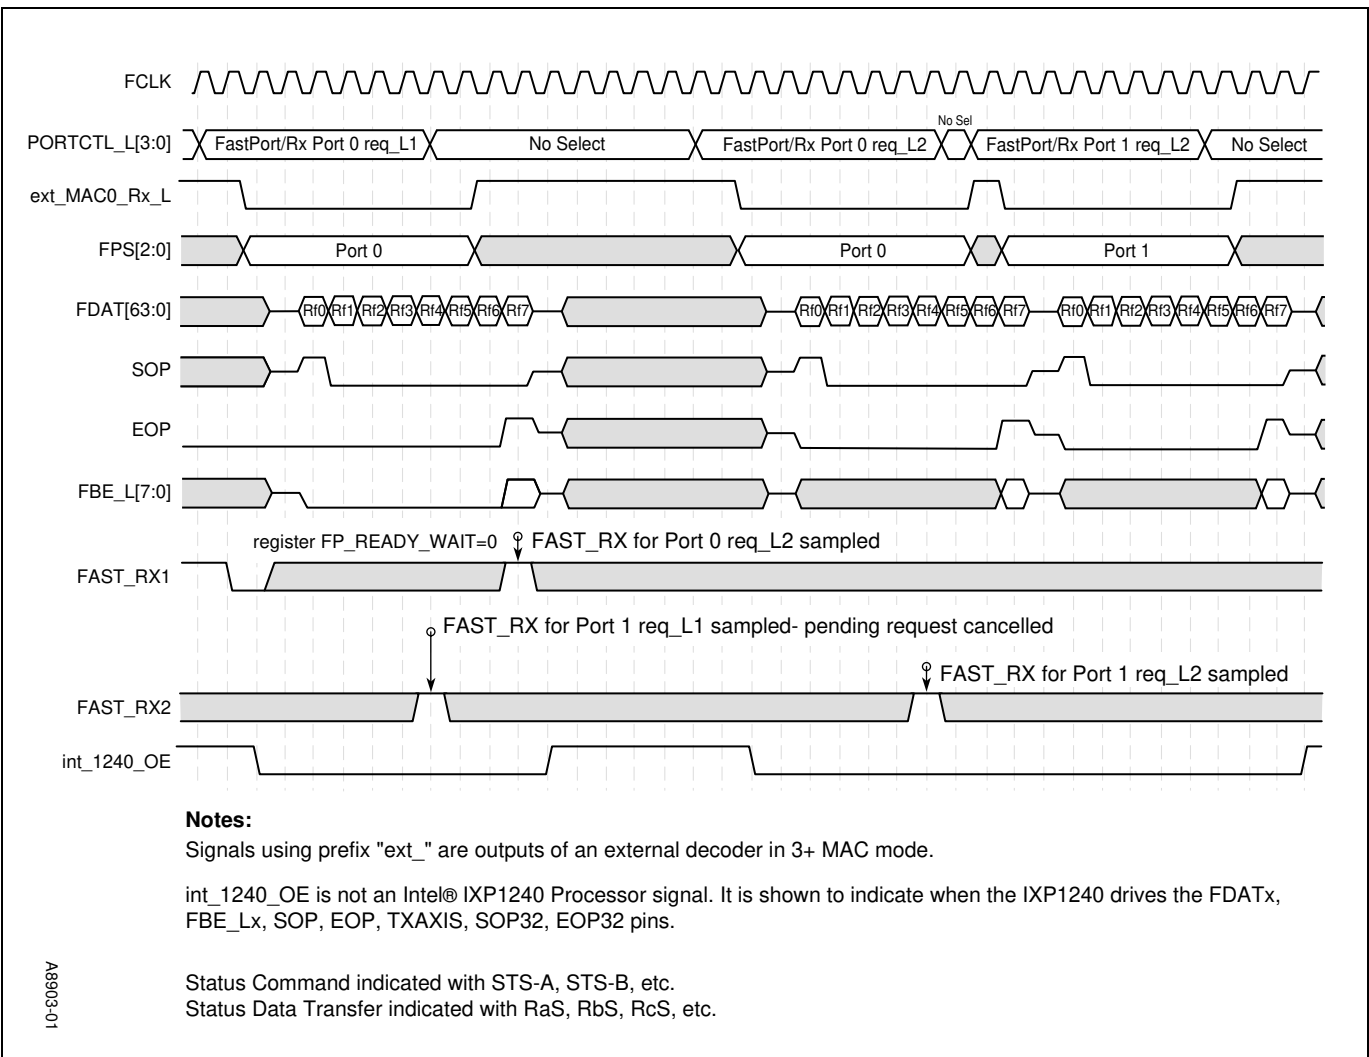 FCLK
No Sel
PORTCTL_L[3:0] FastPort/Rx Port 0 req_L1 No Select FastPort/Rx Port 0 req_L2 FastPort/Rx Port 1 req_L2 No Select
ext_MAC0_Rx_L
FPS[2:0] Port 0 Port 0 Port 1
FDAT[63:0] Rf0 Rf1 Rf2 Rf3 Rf4 Rf5 Rf6 Rf7 Rf0 Rf1 Rf2 Rf3 Rf4 Rf5 Rf6 Rf7 Rf0 Rf1 Rf2 Rf3 Rf4 Rf5 Rf6 Rf7
SOP
EOP
FBE_L[7:0]
register FP_READY_WAIT=0 FAST_RX for Port 0 req_L2 sampled
FAST_RX1
FAST_RX for Port 1 req_L1 sampled- pending request cancelled
FAST_RX for Port 1 req_L2 sampled
FAST_RX2
int_1240_OE
Notes:
Signals using prefix "ext_" are outputs of an external decoder in 3+ MAC mode.
int_1240_OE is not an Intel® IXP1240 Processor signal. It is shown to indicate when the IXP1240 drives the FDATx,
FBE_Lx, SOP, EOP, TXAXIS, SOP32, EOP32 pins.
Status Command indicated with STS-A, STS-B, etc.
Status Data Transfer indicated with RaS, RbS, RcS, etc.
A8903-01